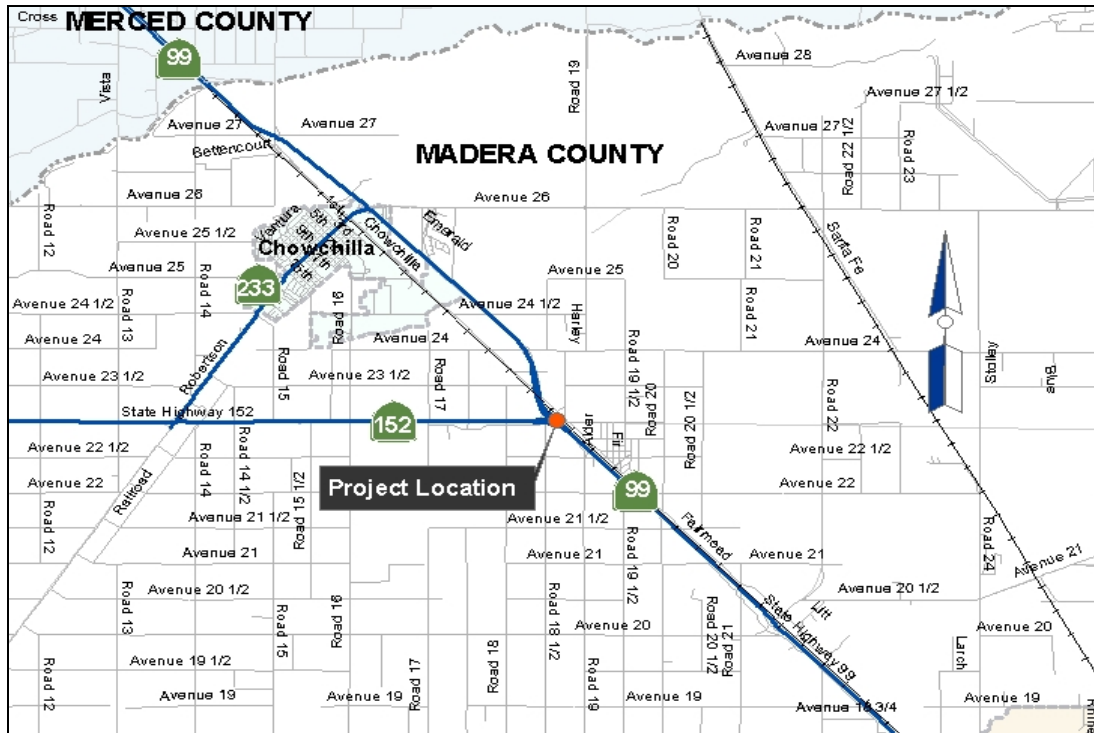 Cross
MERCED COUNTY
99
Vista
Road 19
Avenue 28
Avenue 27 1/2
Avenue 27
Avenue 27
Avenue 27
Bettencourt
MADERA COUNTY
Road 22 1/2
Road 23
Avenue 26
Avenue 26
Road 12
Ventura
5th
Chowchilla
Emerald
Road 20
Road 21
Santa Fe
Avenue 25 1/2
Chowchilla
9th
15th
Avenue 25
Avenue 25
Road 14
233
Road 16
Avenue 24 1/2
Avenue 24 1/2
Road 13
Harley
Road 21
Avenue 24
Avenue 24
Avenue 24
Road 19 1/2
Stolley
Blue
Robertson
Road 15
Avenue 23 1/2
Avenue 23 1/2
Road 17
Road 20
Road 20 1/2
Road 22
State Highway 152
152
Alder
Fir
Avenue 22 1/2
Avenue 22 1/2
Road 14
Road 14 1/2
Road 15 1/2
Avenue 22
Avenue 22
Railroad
Project Location
99
Road 12
Avenue 21 1/2
Avenue 21 1/2
Fairmead
Avenue 21
Avenue 21
Avenue 21
Avenue 21
Road 24
Road 19 1/2
Avenue 20 1/2
Avenue 20 1/2
Road 13
Road 15
Road 16
Road 18 1/2
State Highway 99
Litt
Avenue 20
Avenue 20
Road 20 1/2
Road 21
Avenue 19 1/2
Road 18
Larch
Road 12
Avenue 19
Road 17
Avenue 19
Road 19
Avenue 19
Avenue 19
Avenue 18 3/4